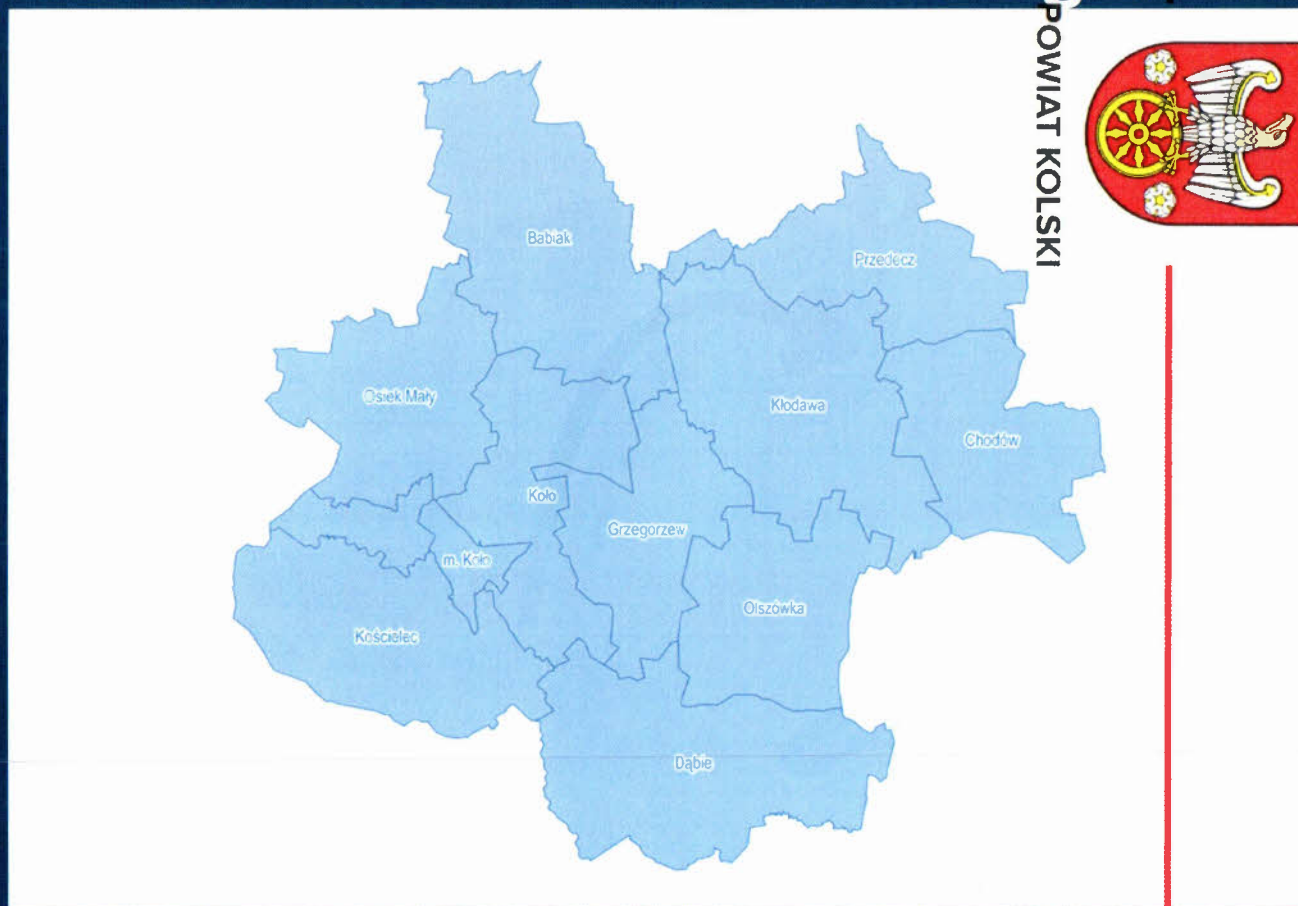 POWIAT KOLSKI
Babiak
Przedecz
Osiek Mały
Kłodawa
Chodów
Koło
Grzegorzew
m. Koło
Olszówka
Kościelec
Dąbie